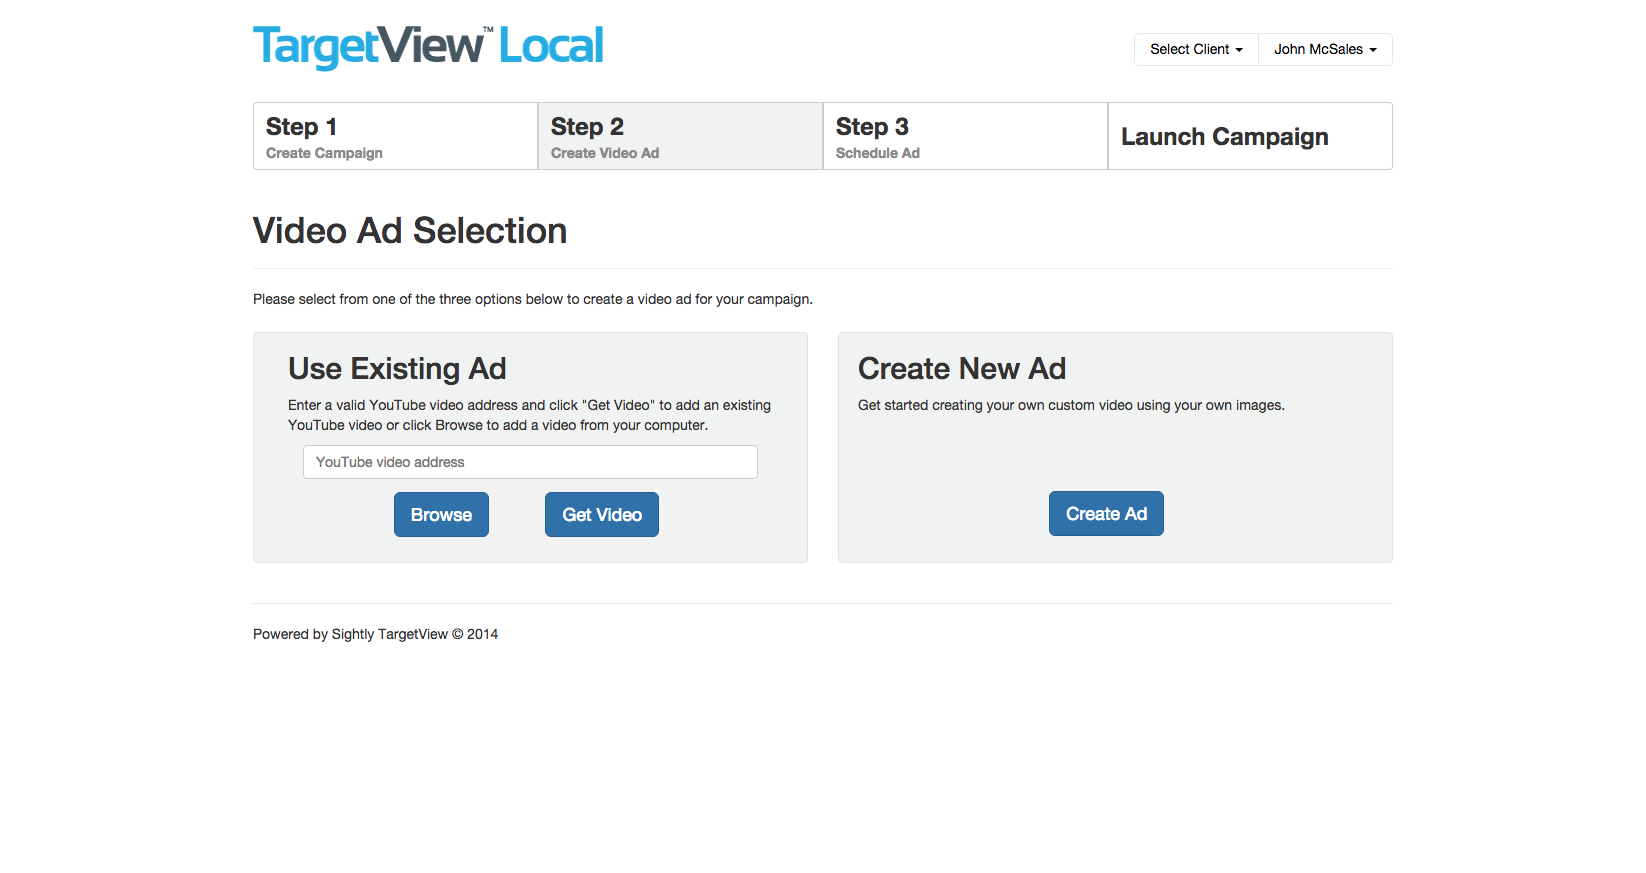 TargetView™ Local
Select Client
John McSales
Step 1
Create Campaign
Step 2
Create Video Ad
Step 3
Schedule Ad
Launch Campaign
Video Ad Selection
Please select from one of the three options below to create a video ad for your campaign.
Use Existing Ad
Enter a valid YouTube video address and click "Get Video" to add an existing
YouTube video or click Browse to add a video from your computer.
YouTube video address
Browse
Get Video
Create New Ad
Get started creating your own custom video using your own images.
Create Ad
Powered by Sightly TargetView © 2014